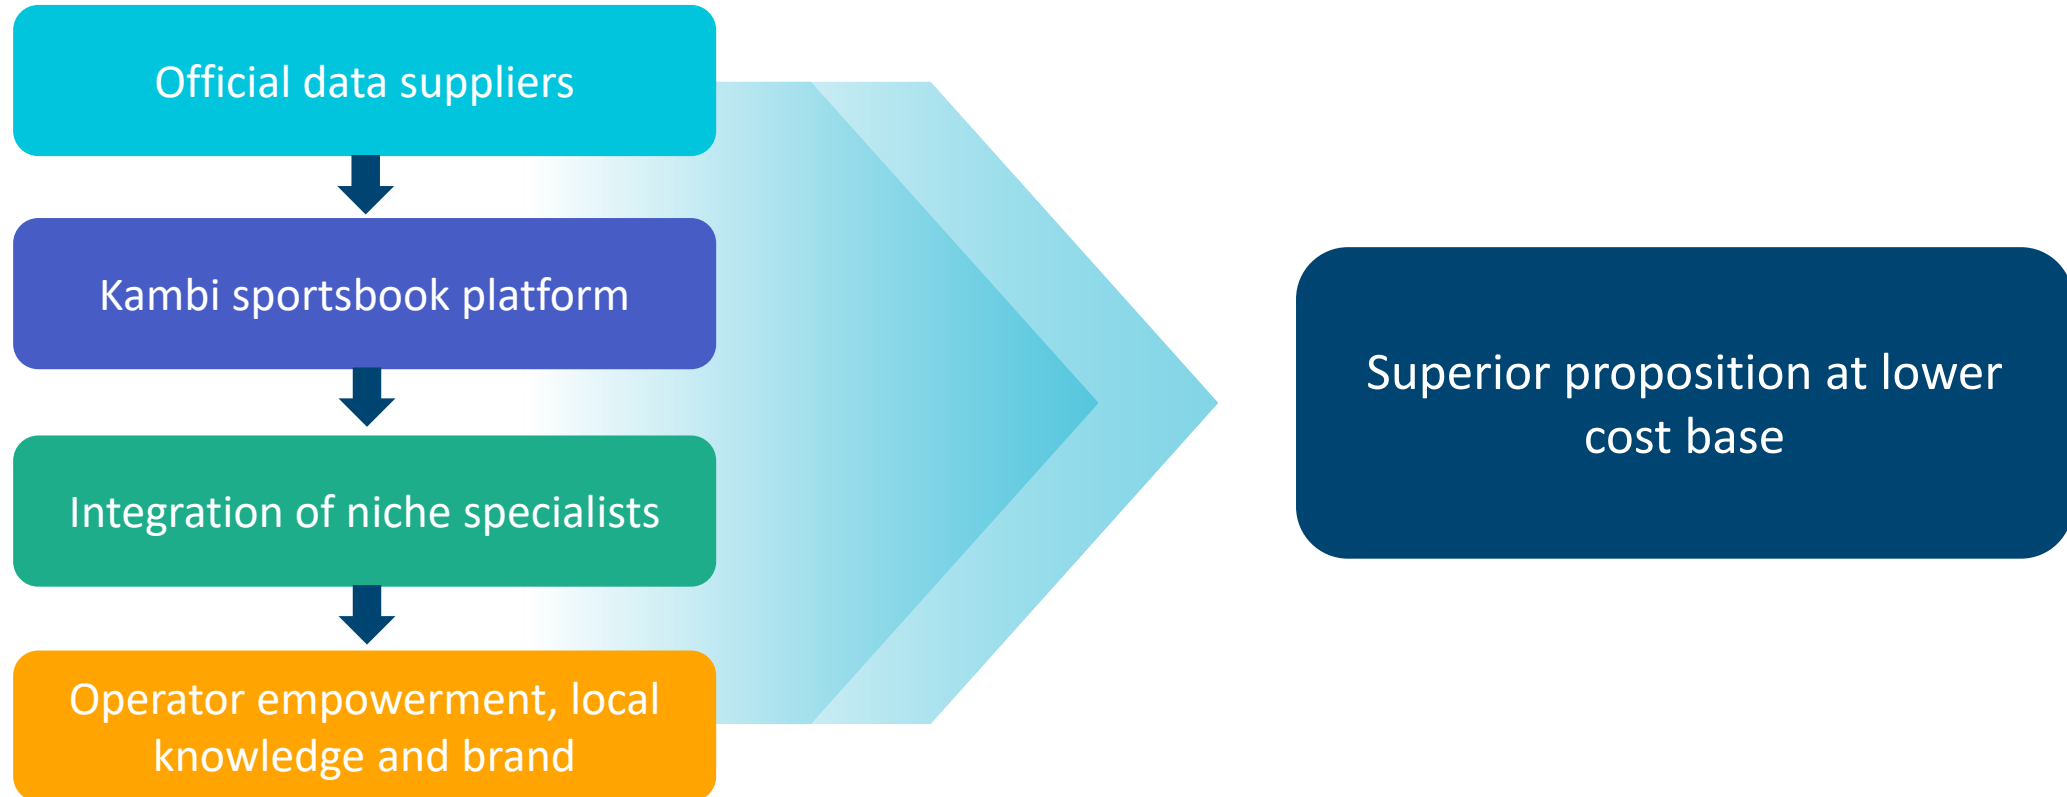 Official data suppliers
Kambi sportsbook platform
Integration of niche specialists
Operator empowerment, local
knowledge and brand
Superior proposition at lower
cost base